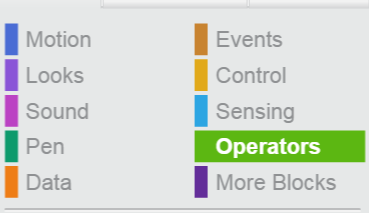 Motion
Looks
Sound
Pen
Data
Events
Control
Sensing
Operators
More Blocks